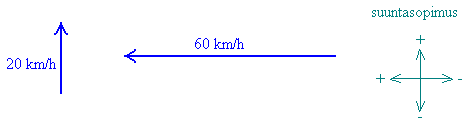 20 km/h
60 km/h
suuntasopimus
+
+ -
-